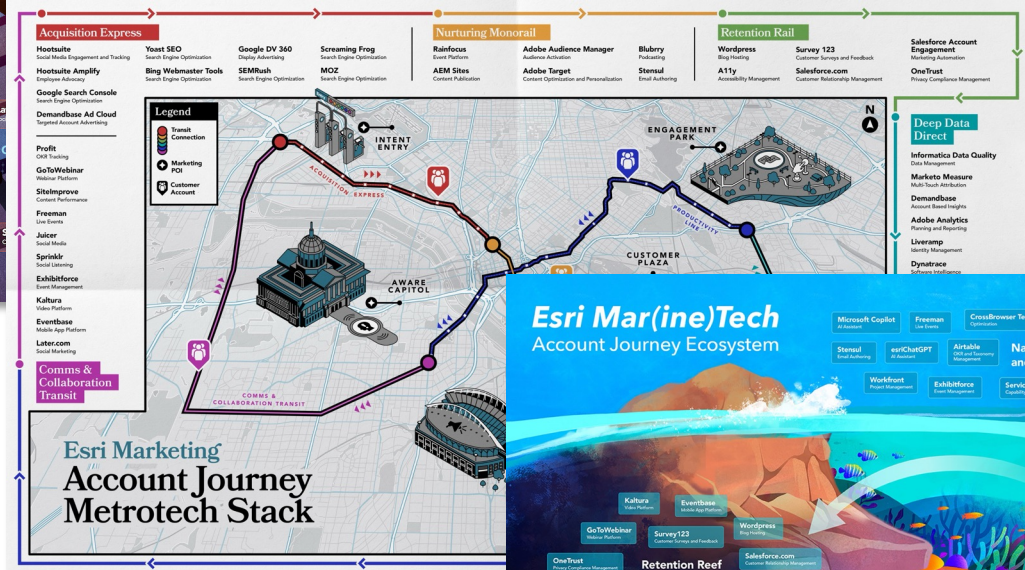 Acquisition Express
Hootsuite
Social Media Engagement and Tracking
Hootsuite Amplify
Employee Advocacy
Google Search Console
Search Engine Optimization
Demandbase Ad Cloud
Targeted Account Advertising
Yoast SEO
Search Engine Optimization
Bing Webmaster Tools
Search Engine Optimization
Google DV 360
Display Advertising
SEMRush
Search Engine Optimization
Screaming Frog
Search Engine Optimization
MOZ
Search Engine Optimization
Nurturing Monorail
Rainfocus
Event Platform
AEM Sites
Content Publication
Adobe Audience Manager
Audience Activation
Adobe Target
Content Optimization and Personalization
Blubrry
Podcasting
Stensul
Email Authoring
Retention Rail
Wordpress
Blog Hosting
A11y
Accessibility Management
Survey 123
Customer Surveys and Feedback
Salesforce.com
Customer Relationship Management
Salesforce Account
Engagement
Marketing Automation
OneTrust
Privacy Compliance Management
Deep Data
Direct
Informatica Data Quality
Data Management
Marketo Measure
Multi-Touch Attribution
Demandbase
Account Based Insights
Adobe Analytics
Planning and Reporting
Liveramp
Identity Management
Dynatrace
Software Intelligence
Profit
OKR Tracking
GoToWebinar
Webinar Platform
SiteImprove
Content Performance
Freeman
Live Events
Juicer
Social Media
Sprinklr
Social Listening
Exhibitforce
Event Management
Kaltura
Video Platform
Eventbase
Mobile App Platform
Later.com
Social Marketing
Comms &
Collaboration
Transit
Legend
Transit
Connection
Marketing
POI
Customer
Account
N
INTENT
ENTRY
ENGAGEMENT
PARK
ACQUISITION EXPRESS
PRODUCTIVITY
LINE
CUSTOMER
PLAZA
AWARE
CAPITOL
COMMS &
COLLABORATION TRANSIT
Esri Marketing
Account Journey
Metrotech Stack
Esri Mar(ine)Tech
Account Journey Ecosystem
Microsoft Copilot
AI Assistant
Freeman
Live Events
CrossBrowser Te
Optimization
Stensul
Email Authoring
esriChatGPT
AI Assistant
Airtable
OKR and Taxonomy
Management
Na
an
Workfront
Project Management
Exhibitforce
Event Management
Servic
Capabil
Kaltura
Video Platform
Eventbase
Mobile App Platform
GoToWebinar
Webinar Platform
Survey123
Customer Surveys and Feedback
Wordpress
Blog Hosting
OneTrust
Privacy Compliance Management
Retention Reef
Salesforce.com
Customer Relationship Management